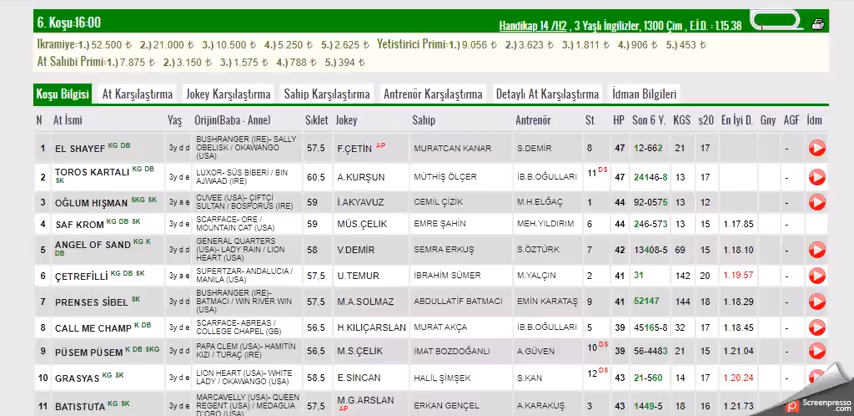 6. Koşu:16:00
Handikap 14 /H2 , 3 Yaşlı İngilizler, 1300 Çim , E.İ.D. : 1.15.38
Ikramiye:1.) 52.500 ₺ 2.) 21.000 ₺ 3.) 10.500 ₺ 4.) 5.250 ₺ 5.) 2.625 ₺ Yetistirici Primi:1.) 9.056 ₺ 2.) 3.623 ₺ 3.) 1.811 ₺ 4.) 906 ₺ 5.) 453 ₺
At Sahibi Primi:1.) 7.875 ₺ 2.) 3.150 ₺ 3.) 1.575 ₺ 4.) 788 ₺ 5.) 394 ₺
Koşu Bilgisi At Karşılaştırma Jokey Karşılaştırma Sahip Karşılaştırma Antrenör Karşılaştırma Detaylı At Karşılaştırma İdman Bilgileri
N At İsmi Yaş Orijin(Baba - Anne) Sıklet Jokey Sahip Antrenör St HP Son 6 Y. KGS s20 En İyi D. Gny AGF İdm
1 EL SHAYEF KG DB 3y d d BUSHRANGER (IRE)- SALLY OBELISK / OKAWANGO (USA) 57,5 F.ÇETİN AP MURATCAN KANAR S.DEMİR 8 47 12-662 21 17 -
2 TOROS KARTALI KG DB SK 3y d e LUXOR- SÜS BİBERİ / BIN AJWAAD (IRE) 60,5 A.KURŞUN MÜTHİŞ ÖLÇER İB.B.OĞULLARI 11 DS 47 24146-8 13 17 -
3 OĞLUM HIŞMAN SKG SK 3y a e CUVEE (USA)- ÇİFTÇİ SULTAN / BOSPORUS (IRE) 59 İ.AKYAVUZ CEMİL ÇİZİK M.H.ELGAÇ 1 44 92-0575 13 12 -
4 SAF KROM KG DB 3y d e SCARFACE- ORE / MOUNTAIN CAT (USA) 59 MÜS.ÇELİK EMRE ŞAHİN MEH.YILDIRIM 6 44 246-573 13 17 1.17.85 -
5 ANGEL OF SAND KG K DB 3y d d GENERAL QUARTERS (USA)- LADY RAIN / LION HEART (USA) 58 V.DEMİR SEMRA ERKUŞ S.ÖZTÜRK 7 42 13408-5 69 15 1.18.10 -
6 ÇETREFİLLİ KG DB SK 3y a e SUPERTZAR- ANDALUCIA / MANILA (USA) 57,5 U.TEMUR İBRAHİM SÜMER M.YALÇIN 2 41 31 142 20 1.19.57 -
7 PRENSES SİBEL SK 3y d d BUSHRANGER (IRE)- BATMACI / WIN RIVER WIN (USA) 57,5 M.A.SOLMAZ ABDULLATİF BATMACI EMİN KARATAŞ 9 41 52147 144 18 1.18.29 -
8 CALL ME CHAMP K DB 3y d e SCARFACE- ABREAS / COLLEGE CHAPEL (GB) 56,5 H.KILIÇARSLAN MURAT AKÇA İB.B.OĞULLARI 5 39 45165-8 32 17 1.18.45 -
9 PÜSEM PÜSEM K DB SKG 3y d d PAPA CLEM (USA)- HAMİTİN KIZI / TURAÇ (IRE) 56,5 M.S.ÇELİK İMAT BOZDOĞANLI A.GÜVEN 10 DS 39 56-4483 21 15 1.21.04 -
10 GRASYAS KG SK 3y d e LION HEART (USA)- WHITE LADY / OKAWANGO (USA) 58,5 E.SİNCAN HALİL ŞİMŞEK S.KAN 12 DS 43 21-560 14 17 1.20.24 -
11 BATISTUTA KG SK 3y d e MARCAVELLY (USA)- QUEEN REGENT (USA) / MEDAGLIA D'ORO (USA) M.G.ARSLAN AP ERKAN GENÇEL A.KARAKUŞ 3 43 1449-5 18 16 1.21.73 -
Screenpresso.com